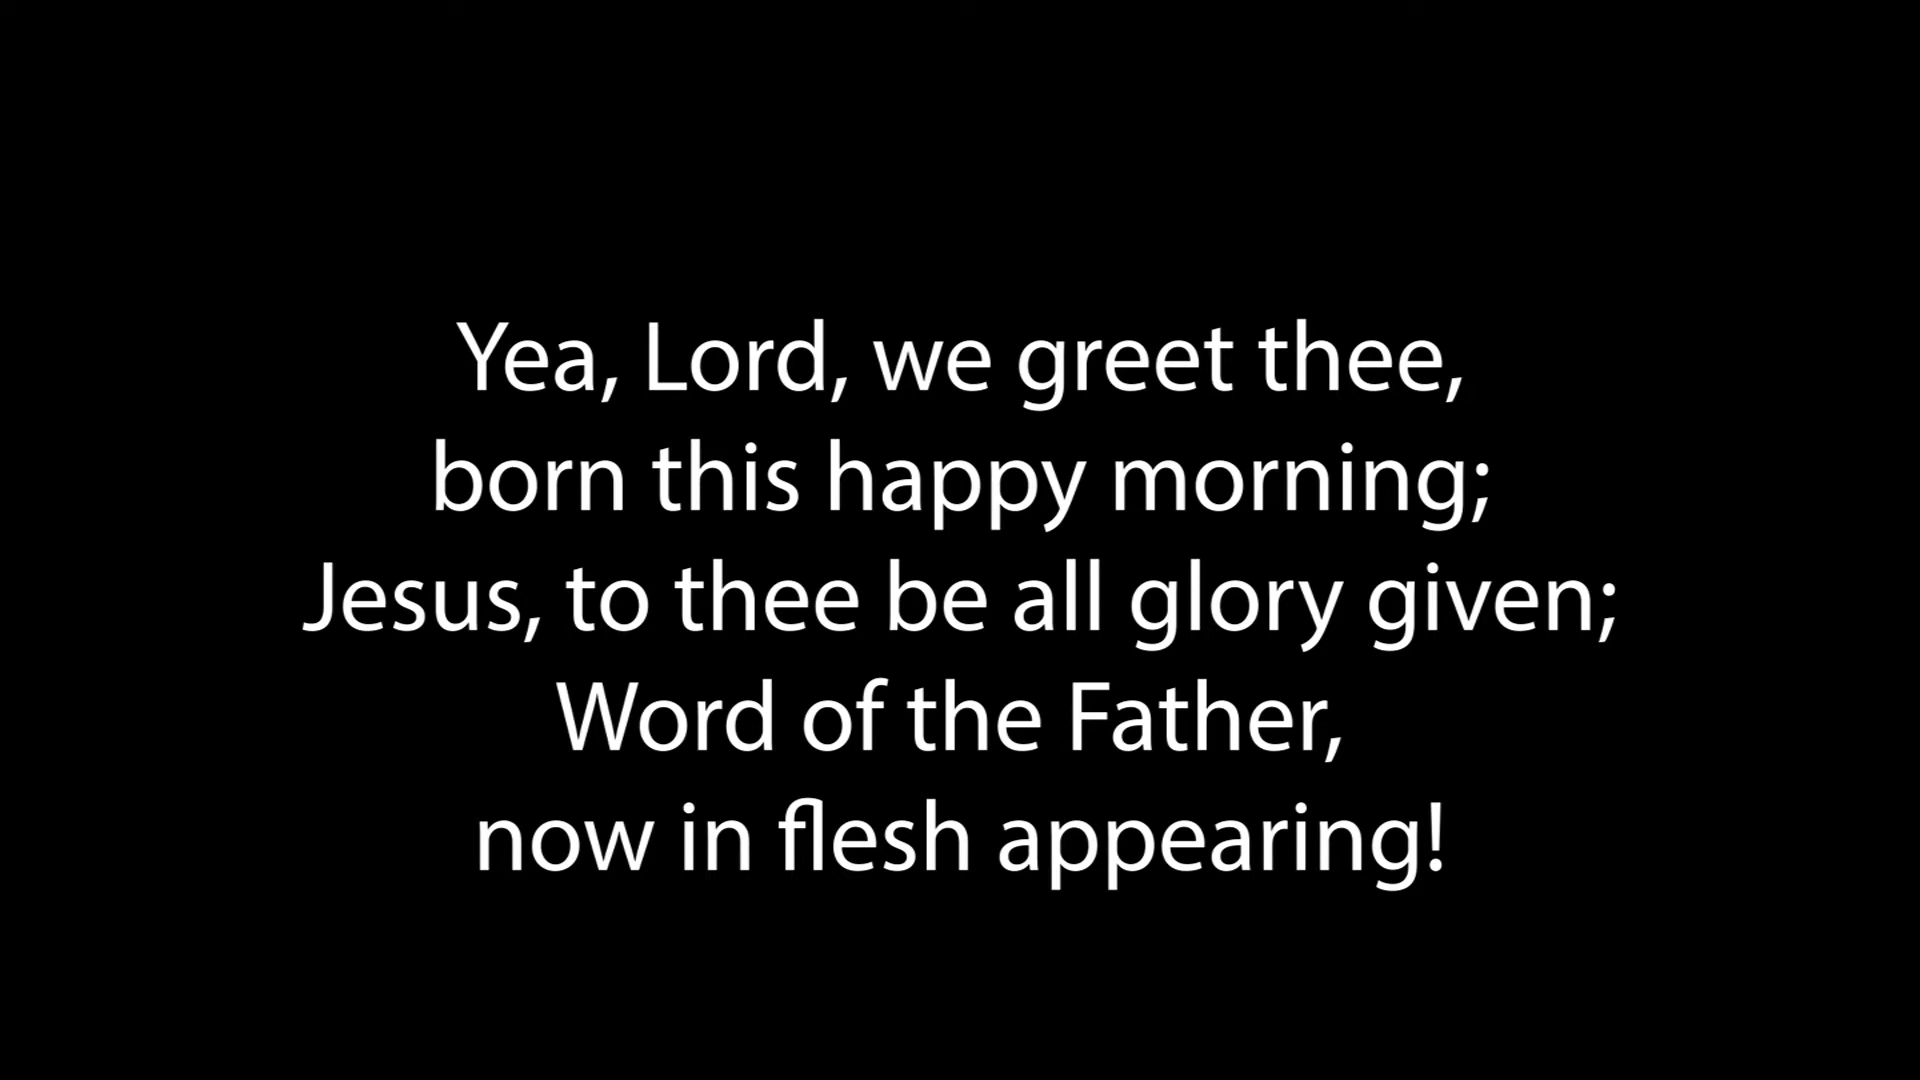 Yea, Lord, we greet thee,
born this happy morning;
Jesus, to thee be all glory given;
Word of the Father,
now in flesh appearing!